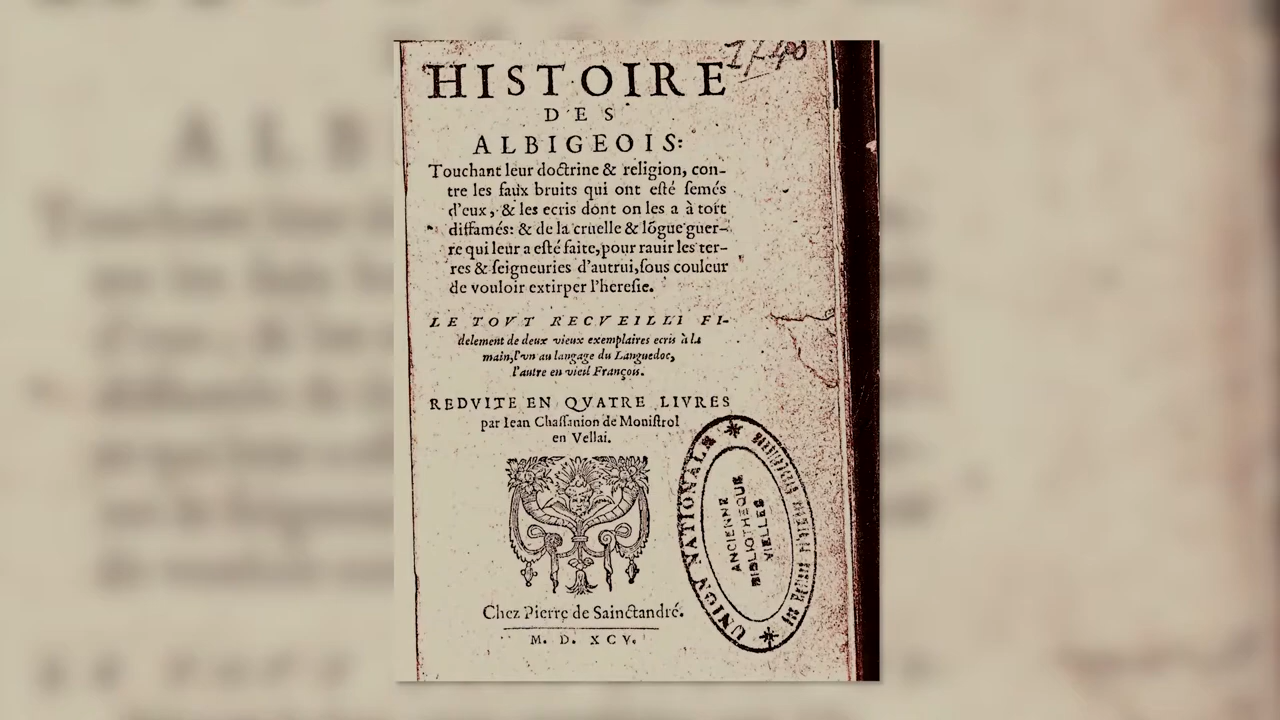 HISTOIRE
DES
ALBIGEOIS:
Touchant leur doctrine & religion, con-
tre les faux bruits qui ont esté semés
d'eux, & les ecris dont on les a à tort
diffamés: & de la cruelle & lõgue guer-
re qui leur a esté faite, pour rauir les ter-
res & seigneuries d'autrui, sous couleur
de vouloir extirper l'heresie.
LE TOVT RECVEILLI FI-
delement de deux vieux exemplaires ecris à la
main, l'vn au langage du Languedoc,
l'autre en vieil François.
REDVITE EN QVATRE LIVRES
par Iean Chassanion de Monistrol
en Vellai.
Chez Pierre de Sainctandré.
M. D. XCV.
UNION NATIONALE
ANCIENNE
BIBLIOTHEQUE
VIELLES
ALB